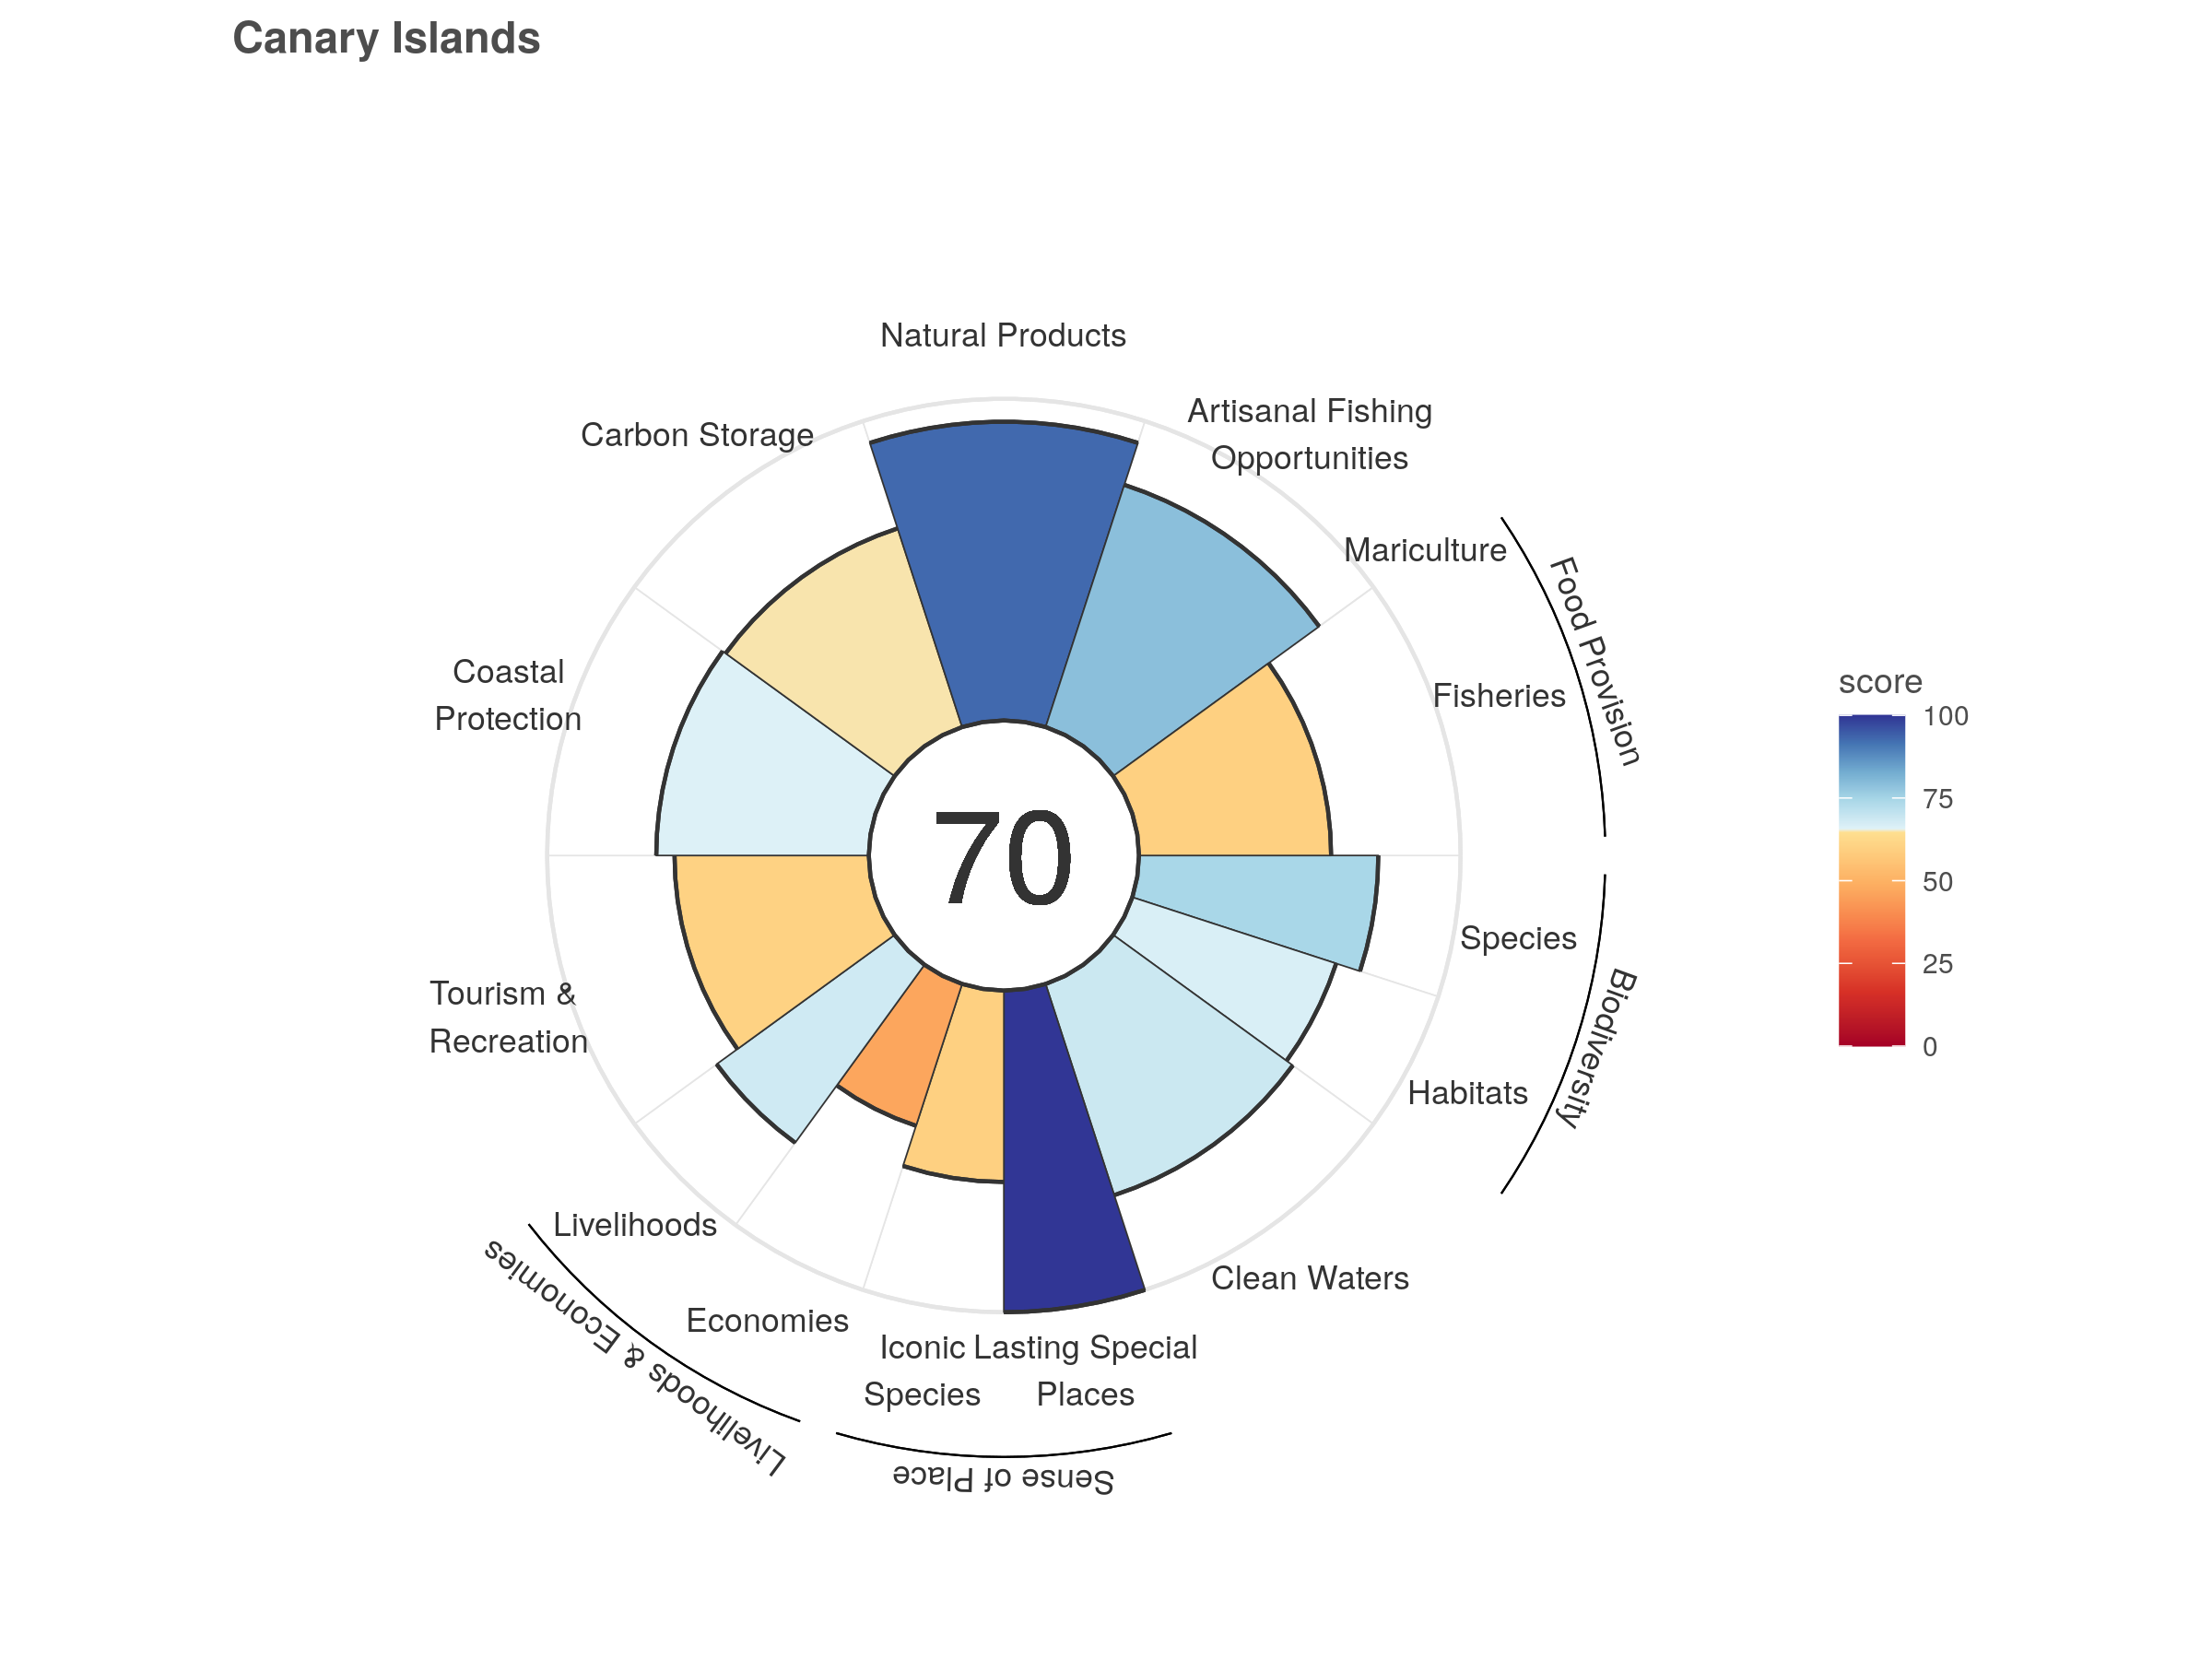 Canary Islands
Natural Products
Artisanal Fishing
Opportunities
Carbon Storage
Mariculture
Food Provision
Fisheries
Coastal
Protection
score
100
75
50
25
0
70
Species
Biodiversity
Habitats
Tourism &
Recreation
Livelihoods
Livelihoods & Economies
Economies
Clean Waters
Iconic
Species
Lasting Special
Places
Sense of Place